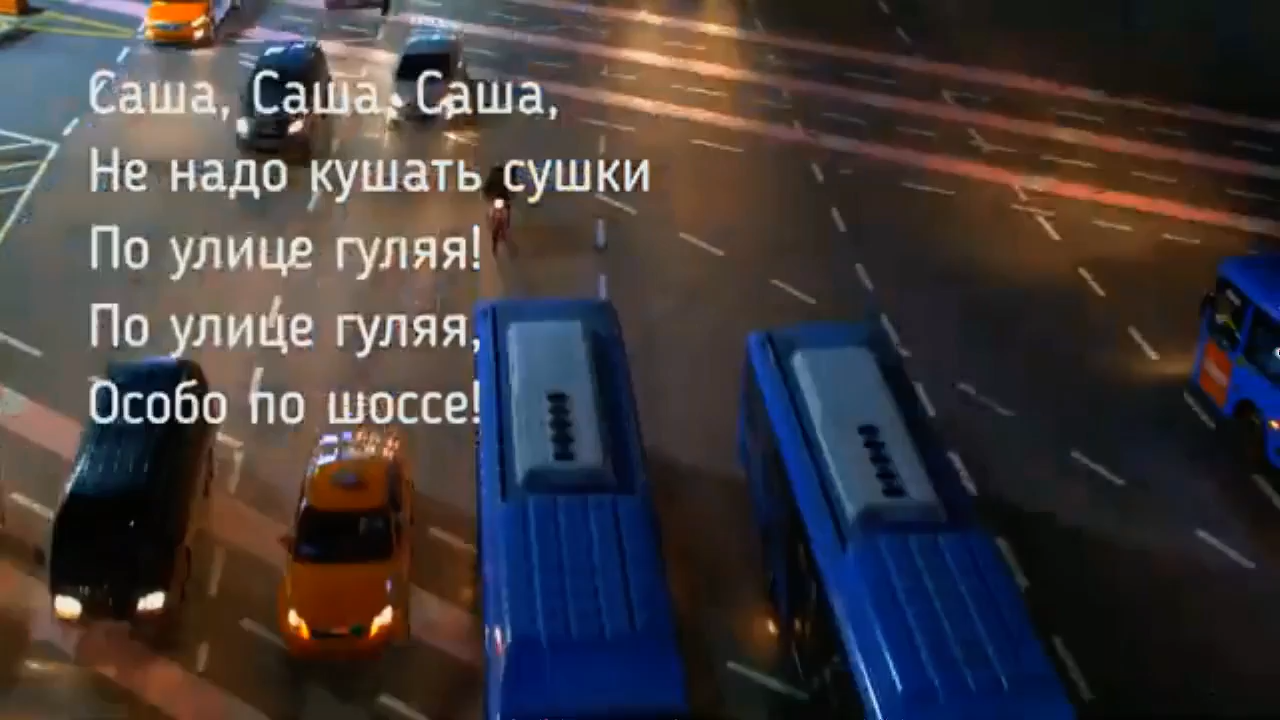 Саша, Саша, Саша,
Не надо кушать сушки
По улице гуляя!
По улице гуляя,
Особо по шоссе!